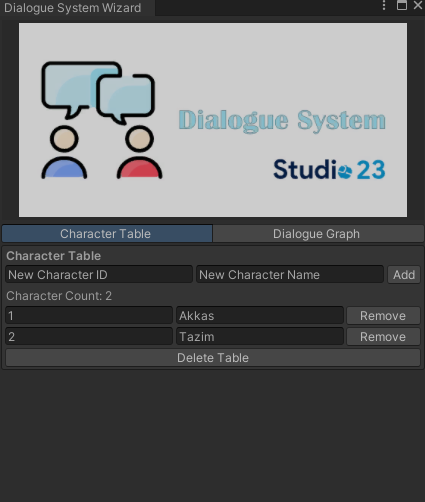 Dialogue System Wizard
Dialogue System
Studio 23
Character Table Dialogue Graph
Character Table
New Character ID New Character Name Add
Character Count: 2
1 Akkas Remove
2 Tazim Remove
Delete Table